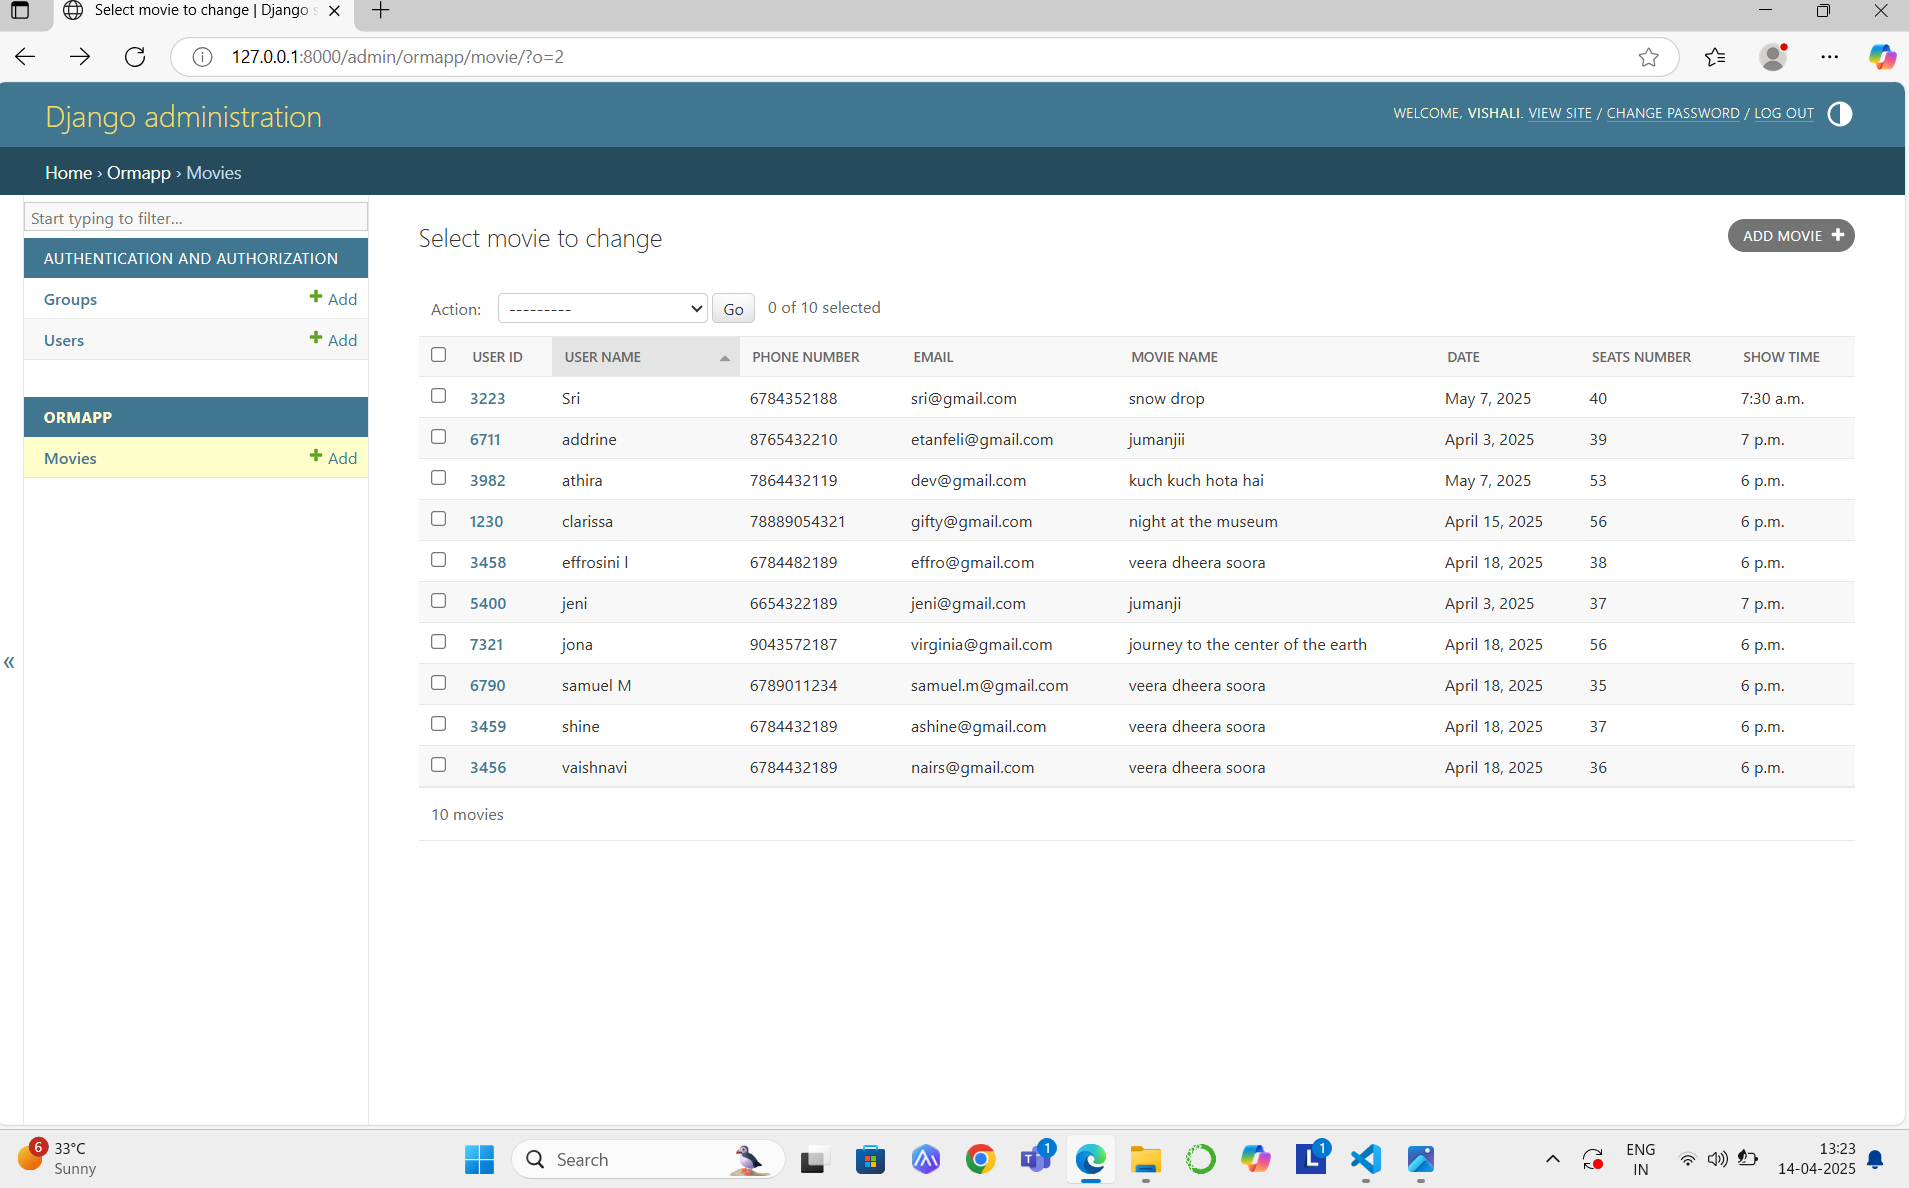 Select movie to change | Django s
127.0.0.1:8000/admin/ormapp/movie/?o=2
Django administration
WELCOME, VISHALI. VIEW SITE / CHANGE PASSWORD / LOG OUT
Home › Ormapp › Movies
Start typing to filter...
AUTHENTICATION AND AUTHORIZATION
Groups + Add
Users + Add
ORMAPP
Movies + Add
«
Select movie to change
ADD MOVIE +
Action: --------- Go 0 of 10 selected
USER ID USER NAME PHONE NUMBER EMAIL MOVIE NAME DATE SEATS NUMBER SHOW TIME
3223 Sri 6784352188 sri@gmail.com snow drop May 7, 2025 40 7:30 a.m.
6711 addrine 8765432210 etanfeli@gmail.com jumanjii April 3, 2025 39 7 p.m.
3982 athira 7864432119 dev@gmail.com kuch kuch hota hai May 7, 2025 53 6 p.m.
1230 clarissa 78889054321 gifty@gmail.com night at the museum April 15, 2025 56 6 p.m.
3458 effrosini l 6784482189 effro@gmail.com veera dheera soora April 18, 2025 38 6 p.m.
5400 jeni 6654322189 jeni@gmail.com jumanji April 3, 2025 37 7 p.m.
7321 jona 9043572187 virginia@gmail.com journey to the center of the earth April 18, 2025 56 6 p.m.
6790 samuel M 6789011234 samuel.m@gmail.com veera dheera soora April 18, 2025 35 6 p.m.
3459 shine 6784432189 ashine@gmail.com veera dheera soora April 18, 2025 37 6 p.m.
3456 vaishnavi 6784432189 nairs@gmail.com veera dheera soora April 18, 2025 36 6 p.m.
10 movies
6 33°C
Sunny
Search
1
1
ENG
IN
13:23
14-04-2025